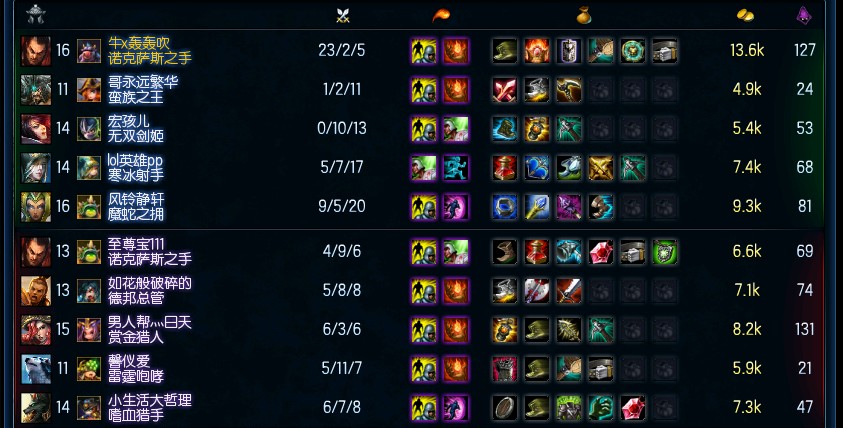 16 牛x轰轰吹 23/2/5 13.6k 127
诺克萨斯之手
11 哥永远繁华 1/2/11 4.9k 24
蛮族之王
14 宏孩儿 0/10/13 5.4k 53
无双剑姬
14 lol英雄pp 5/7/17 7.4k 68
寒冰射手
16 风铃静轩 9/5/20 9.3k 81
魔蛇之拥
13 至尊宝111 4/9/6 6.6k 69
诺克萨斯之手
13 如花般破碎的 5/8/8 7.1k 74
德邦总管
15 男人帮灬曰天 6/3/6 8.2k 131
赏金猎人
11 仪爱 5/11/7 5.9k 21
雷霆咆哮
14 小生活大哲理 6/7/8 7.3k 47
嗜血猎手